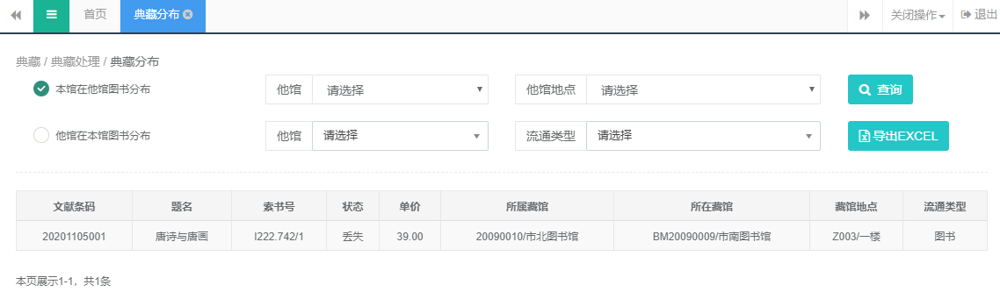 首页 典藏分布 关闭操作 退出
典藏 / 典藏处理 / 典藏分布
本馆在他馆图书分布 他馆 请选择 他馆地点 请选择 查询
他馆在本馆图书分布 他馆 请选择 流通类型 请选择 导出EXCEL
文献条码 题名 索书号 状态 单价 所属藏馆 所在藏馆 藏馆地点 流通类型
20201105001 唐诗与唐画 I222.742/1 丢失 39.00 20090010/市北图书馆 BM20090009/市南图书馆 Z003/一楼 图书
本页展示1-1，共1条